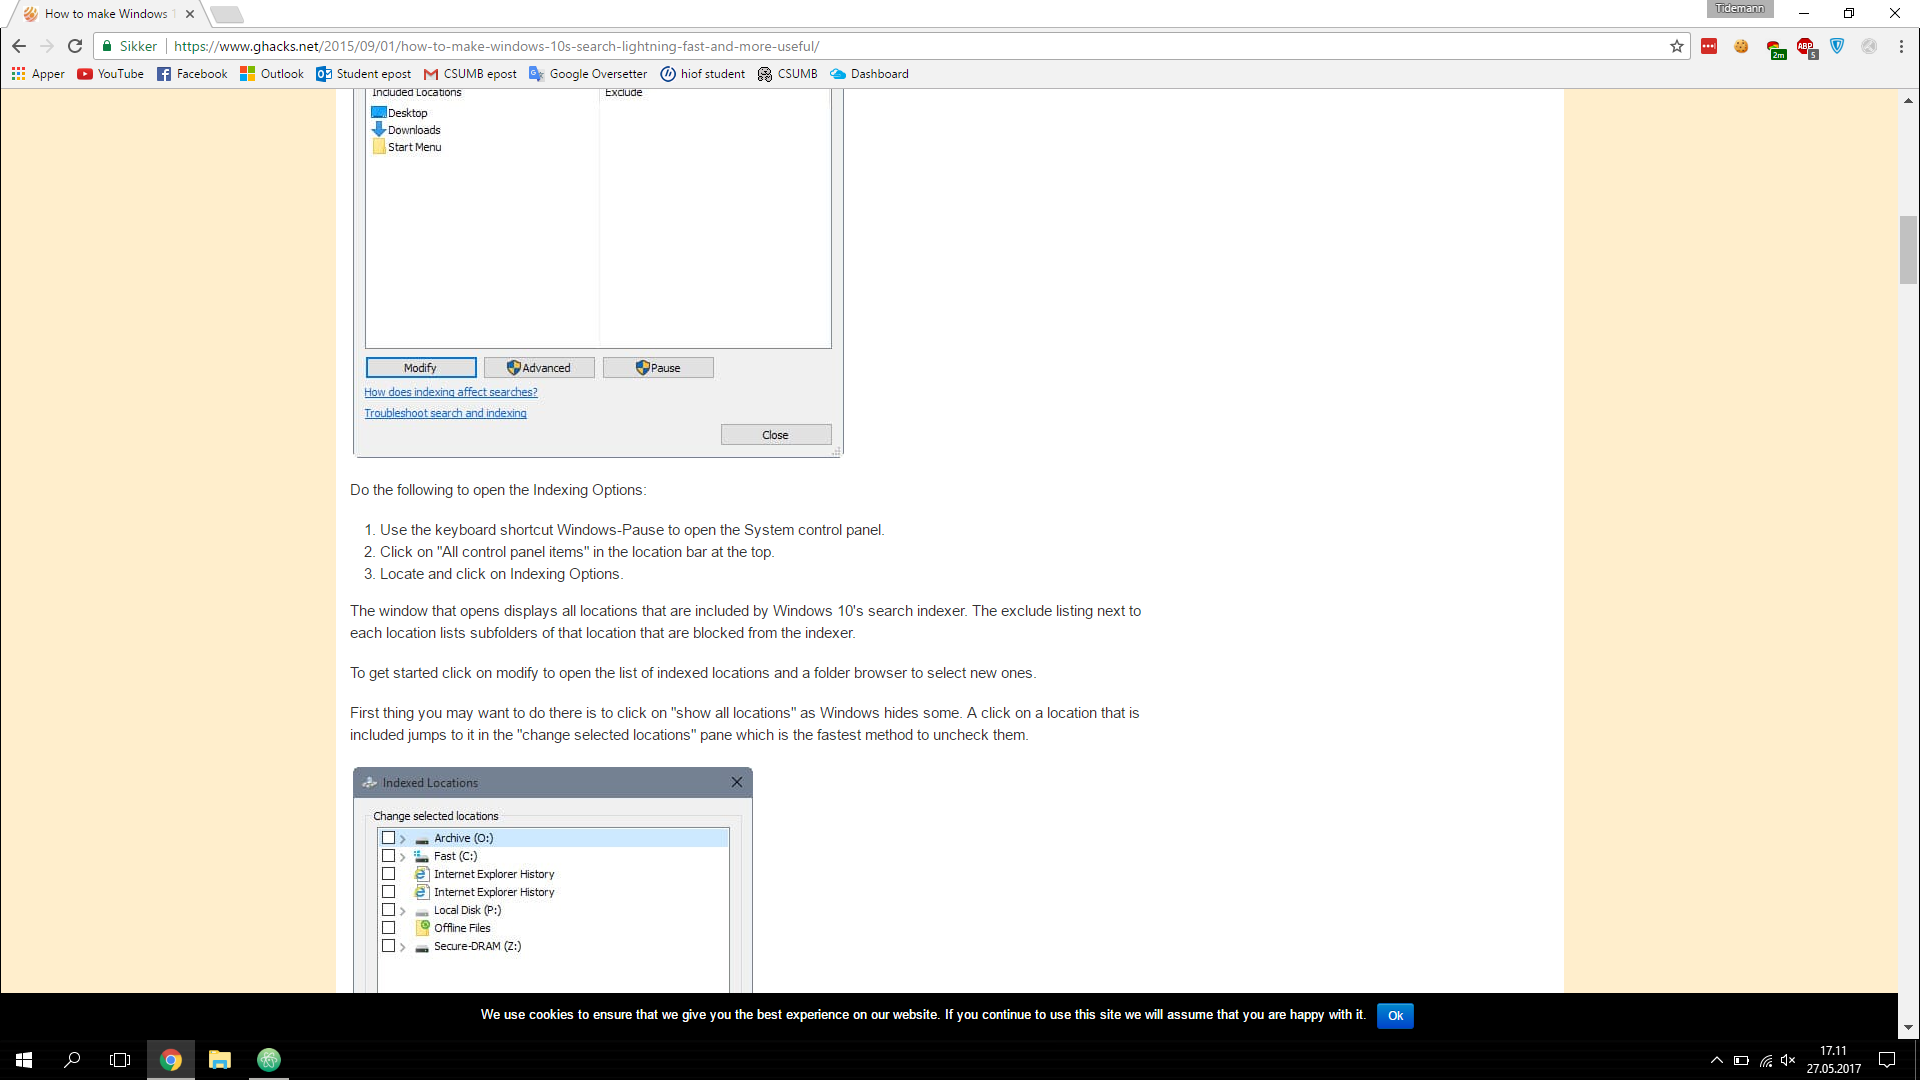 How to make Windows 1
Tidemann
Sikker
https://www.ghacks.net/2015/09/01/how-to-make-windows-10s-search-lightning-fast-and-more-useful/
2m
ABP
5
Apper YouTube Facebook Outlook Student epost CSUMB epost Google Oversetter hiof student CSUMB Dashboard
Included Locations Exclude
Desktop
Downloads
Start Menu
Modify Advanced Pause
How does indexing affect searches?
Troubleshoot search and indexing
Close
Do the following to open the Indexing Options:
1. Use the keyboard shortcut Windows-Pause to open the System control panel.
2. Click on "All control panel items" in the location bar at the top.
3. Locate and click on Indexing Options.
The window that opens displays all locations that are included by Windows 10's search indexer. The exclude listing next to
each location lists subfolders of that location that are blocked from the indexer.
To get started click on modify to open the list of indexed locations and a folder browser to select new ones.
First thing you may want to do there is to click on "show all locations" as Windows hides some. A click on a location that is
included jumps to it in the "change selected locations" pane which is the fastest method to uncheck them.
Indexed Locations
Change selected locations
Archive (O:)
Fast (C:)
Internet Explorer History
Internet Explorer History
Local Disk (P:)
Offline Files
Secure-DRAM (Z:)
We use cookies to ensure that we give you the best experience on our website. If you continue to use this site we will assume that you are happy with it. Ok
17.11
27.05.2017